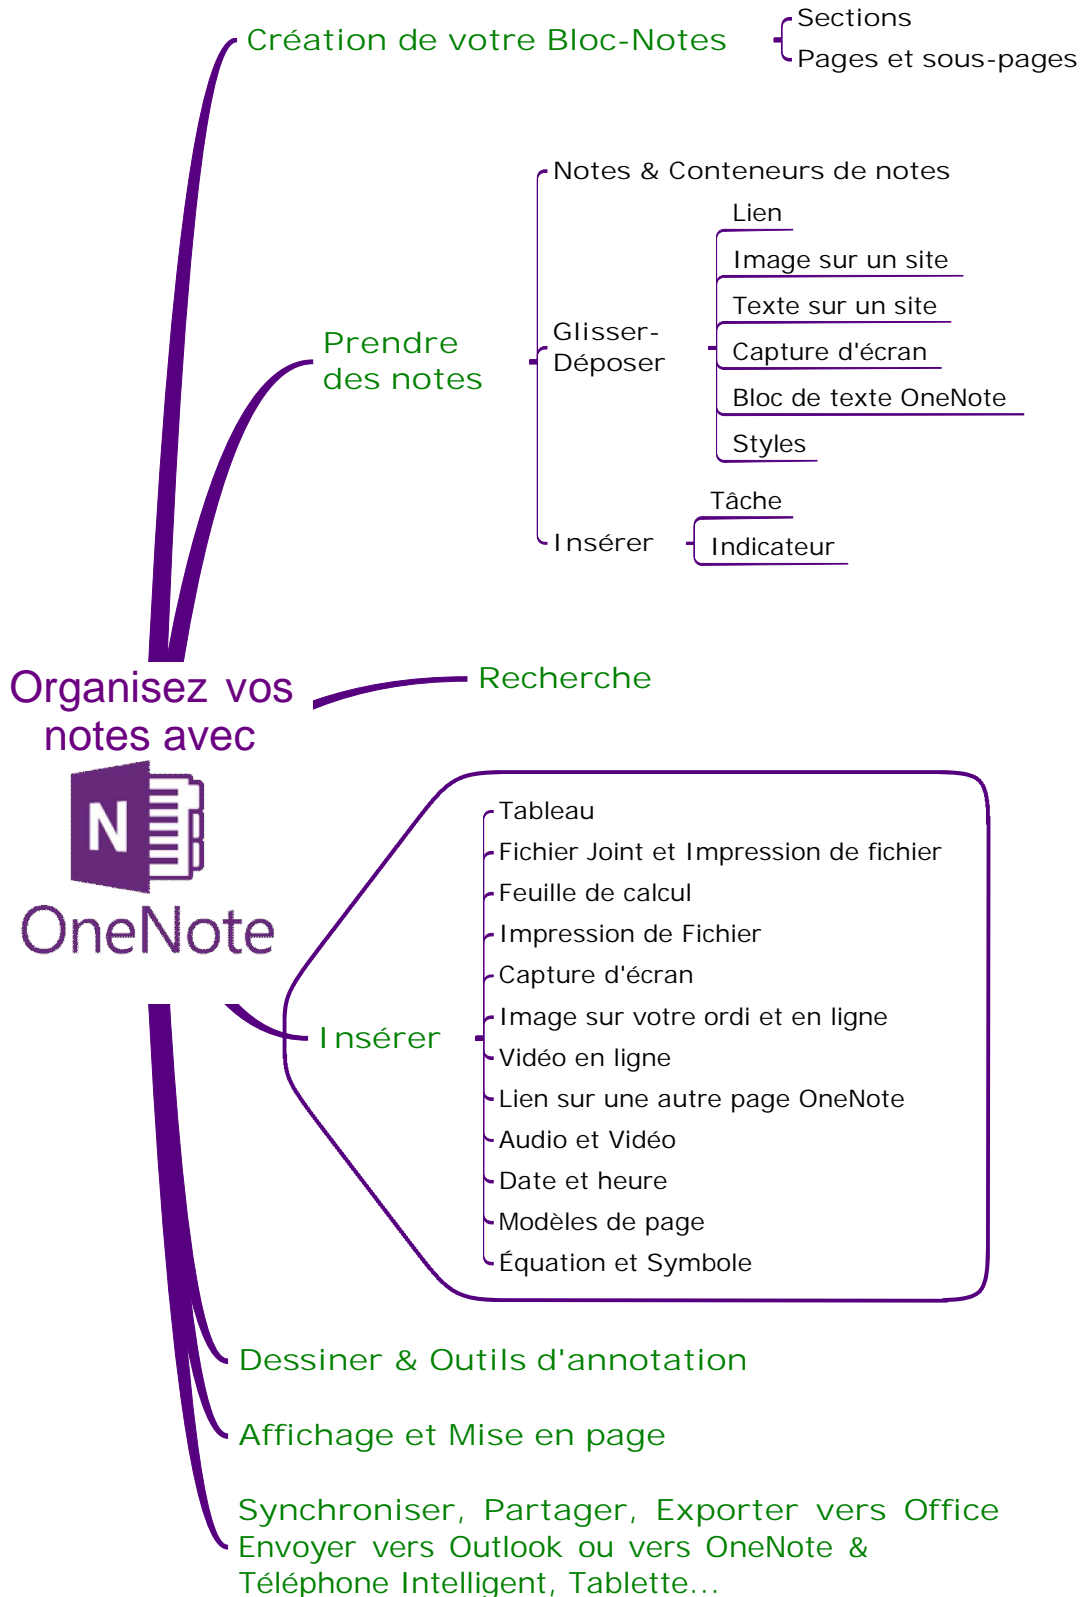 Création de votre Bloc-Notes
Sections
Pages et sous-pages
Prendre
des notes
Notes & Conteneurs de notes
Glisser-
Déposer
Lien
Image sur un site
Texte sur un site
Capture d'écran
Bloc de texte OneNote
Styles
Insérer
Tâche
Indicateur
Organisez vos
notes avec
N
OneNote
Recherche
Insérer
Tableau
Fichier Joint et Impression de fichier
Feuille de calcul
Impression de Fichier
Capture d'écran
Image sur votre ordi et en ligne
Vidéo en ligne
Lien sur une autre page OneNote
Audio et Vidéo
Date et heure
Modèles de page
Équation et Symbole
Dessiner & Outils d'annotation
Affichage et Mise en page
Synchroniser, Partager, Exporter vers Office
Envoyer vers Outlook ou vers OneNote &
Téléphone Intelligent, Tablette...